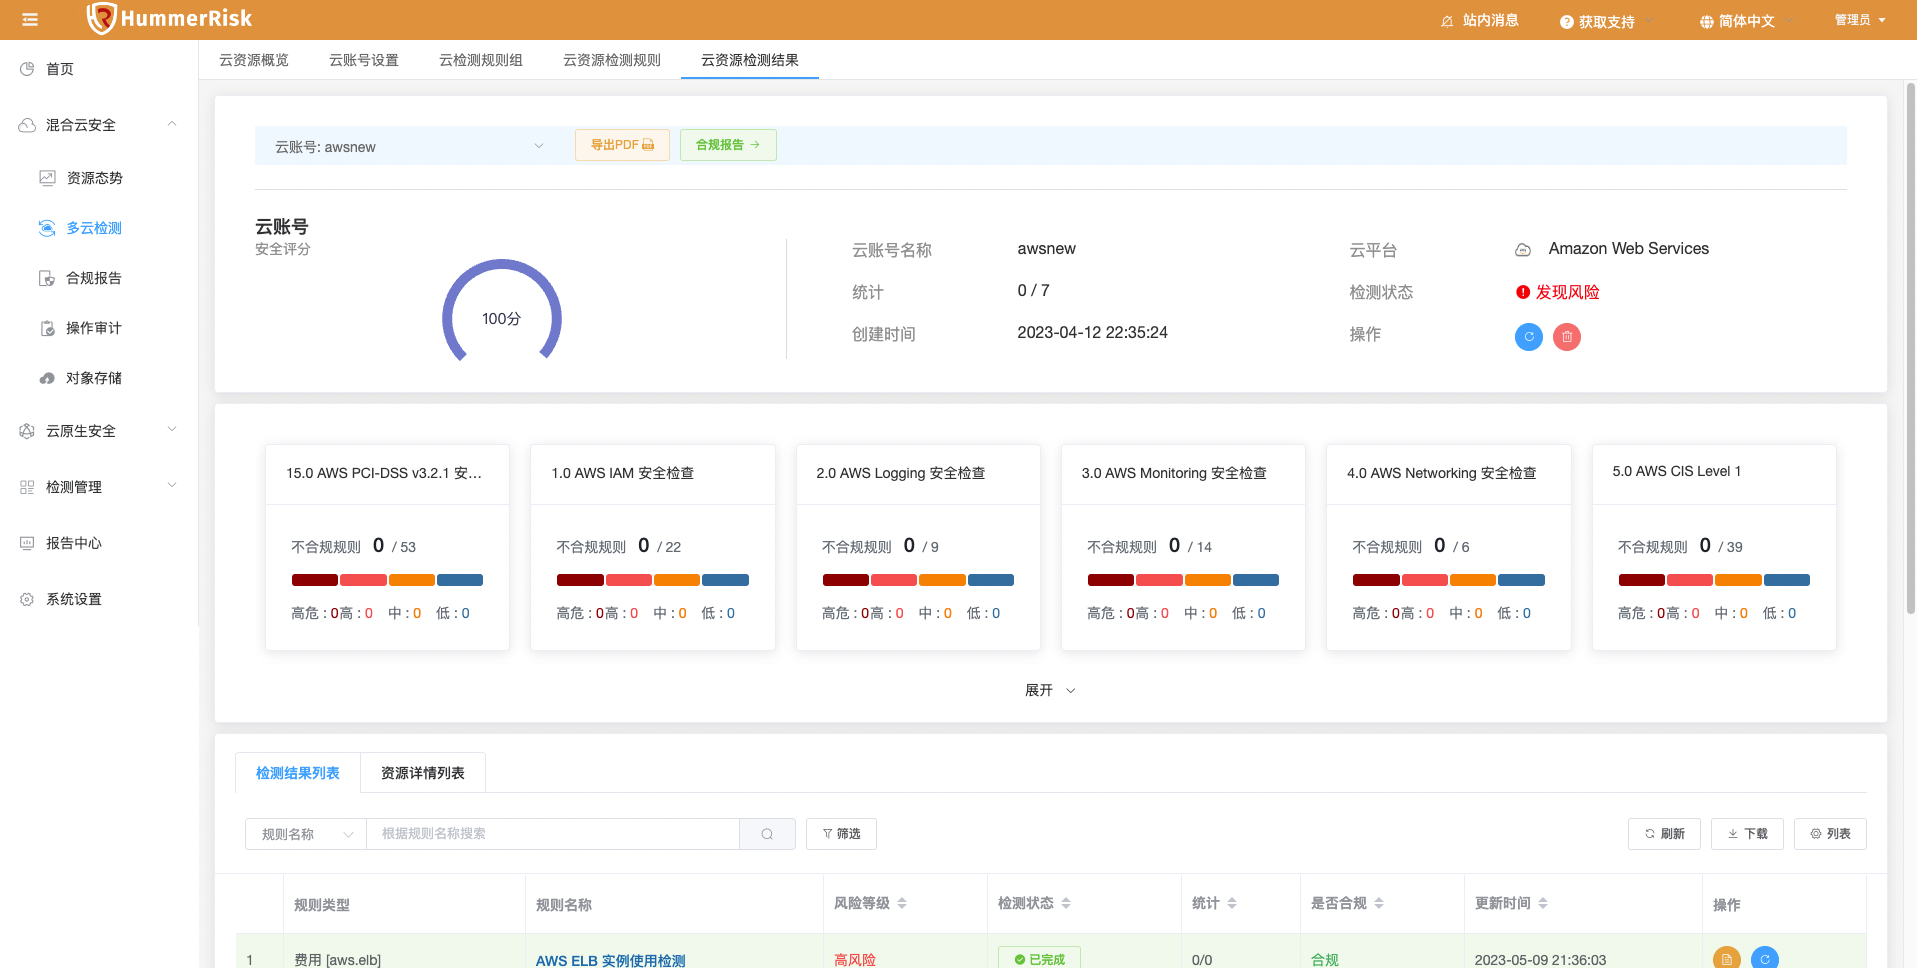 HummerRisk
站内消息
获取支持
简体中文
管理员
首页
混合云安全
资源态势
多云检测
合规报告
操作审计
对象存储
云原生安全
检测管理
报告中心
系统设置
云资源概览 云账号设置 云检测规则组 云资源检测规则 云资源检测结果
云账号: awsnew
导出PDF
合规报告
云账号
安全评分
100分
云账号名称 awsnew
云平台 Amazon Web Services
统计 0 / 7
检测状态 发现风险
创建时间 2023-04-12 22:35:24
操作
15.0 AWS PCI-DSS v3.2.1 安...
不合规规则 0 / 53
高危 : 0高 : 0 中 : 0 低 : 0
1.0 AWS IAM 安全检查
不合规规则 0 / 22
高危 : 0高 : 0 中 : 0 低 : 0
2.0 AWS Logging 安全检查
不合规规则 0 / 9
高危 : 0高 : 0 中 : 0 低 : 0
3.0 AWS Monitoring 安全检查
不合规规则 0 / 14
高危 : 0高 : 0 中 : 0 低 : 0
4.0 AWS Networking 安全检查
不合规规则 0 / 6
高危 : 0高 : 0 中 : 0 低 : 0
5.0 AWS CIS Level 1
不合规规则 0 / 39
高危 : 0高 : 0 中 : 0 低 : 0
展开
检测结果列表 资源详情列表
规则名称 根据规则名称搜索 筛选 刷新 下载 列表
规则类型 规则名称 风险等级 检测状态 统计 是否合规 更新时间 操作
1 费用 [aws.elb] AWS ELB 实例使用检测 高风险 已完成 0/0 合规 2023-05-09 21:36:03